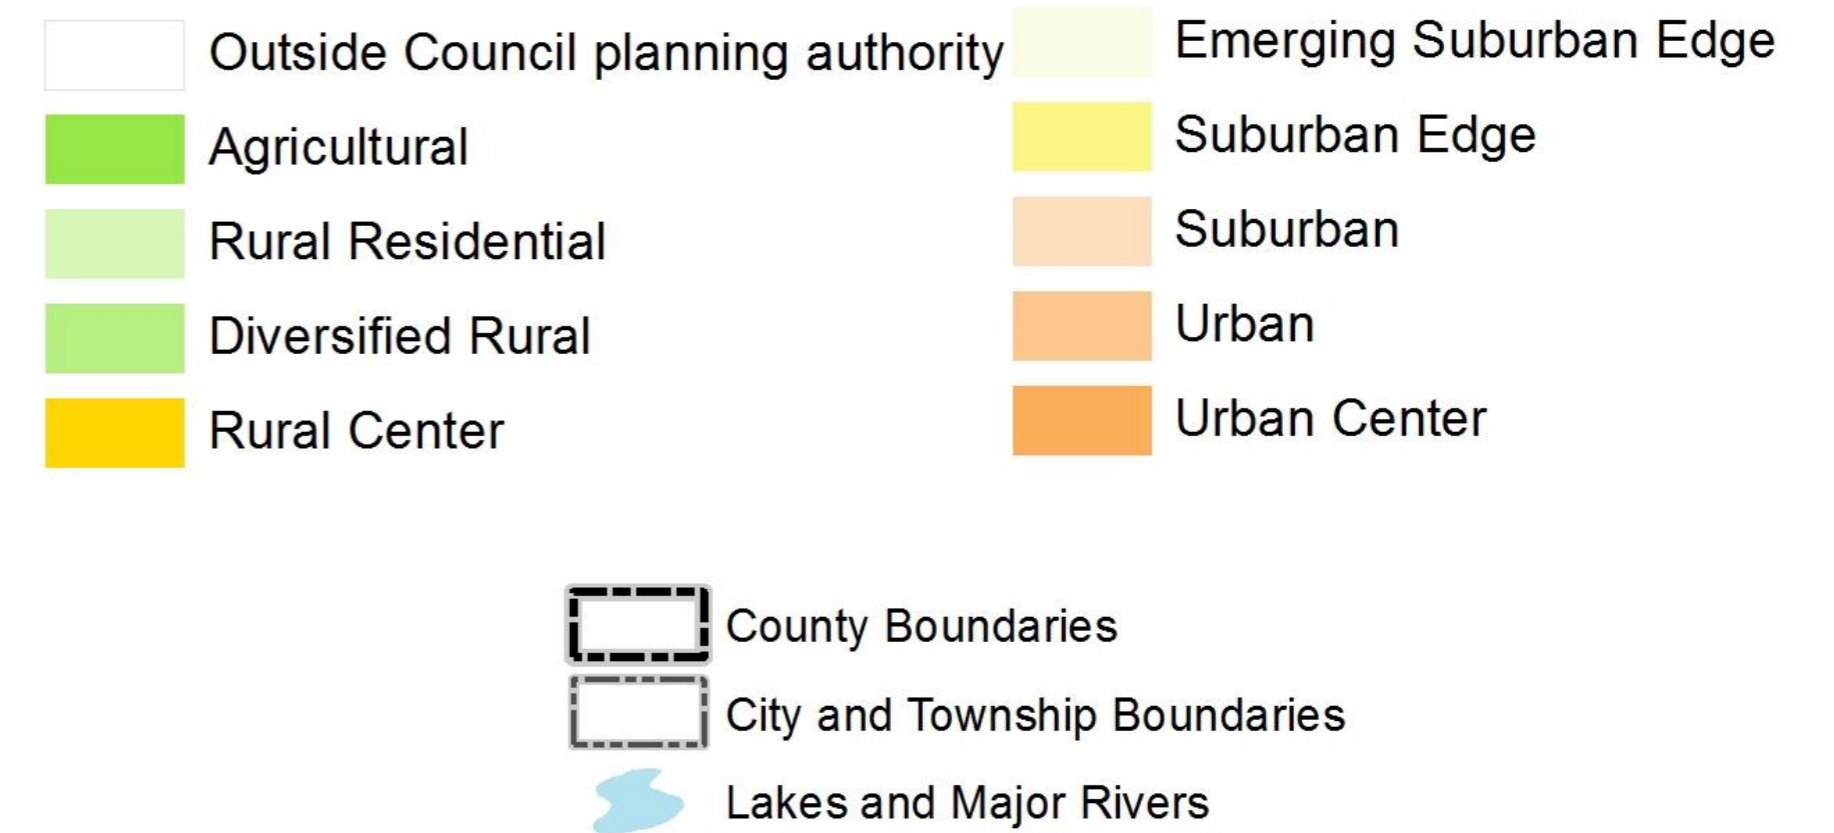 Outside Council planning authority
Agricultural
Rural Residential
Diversified Rural
Rural Center
Emerging Suburban Edge
Suburban Edge
Suburban
Urban
Urban Center
County Boundaries
City and Township Boundaries
Lakes and Major Rivers